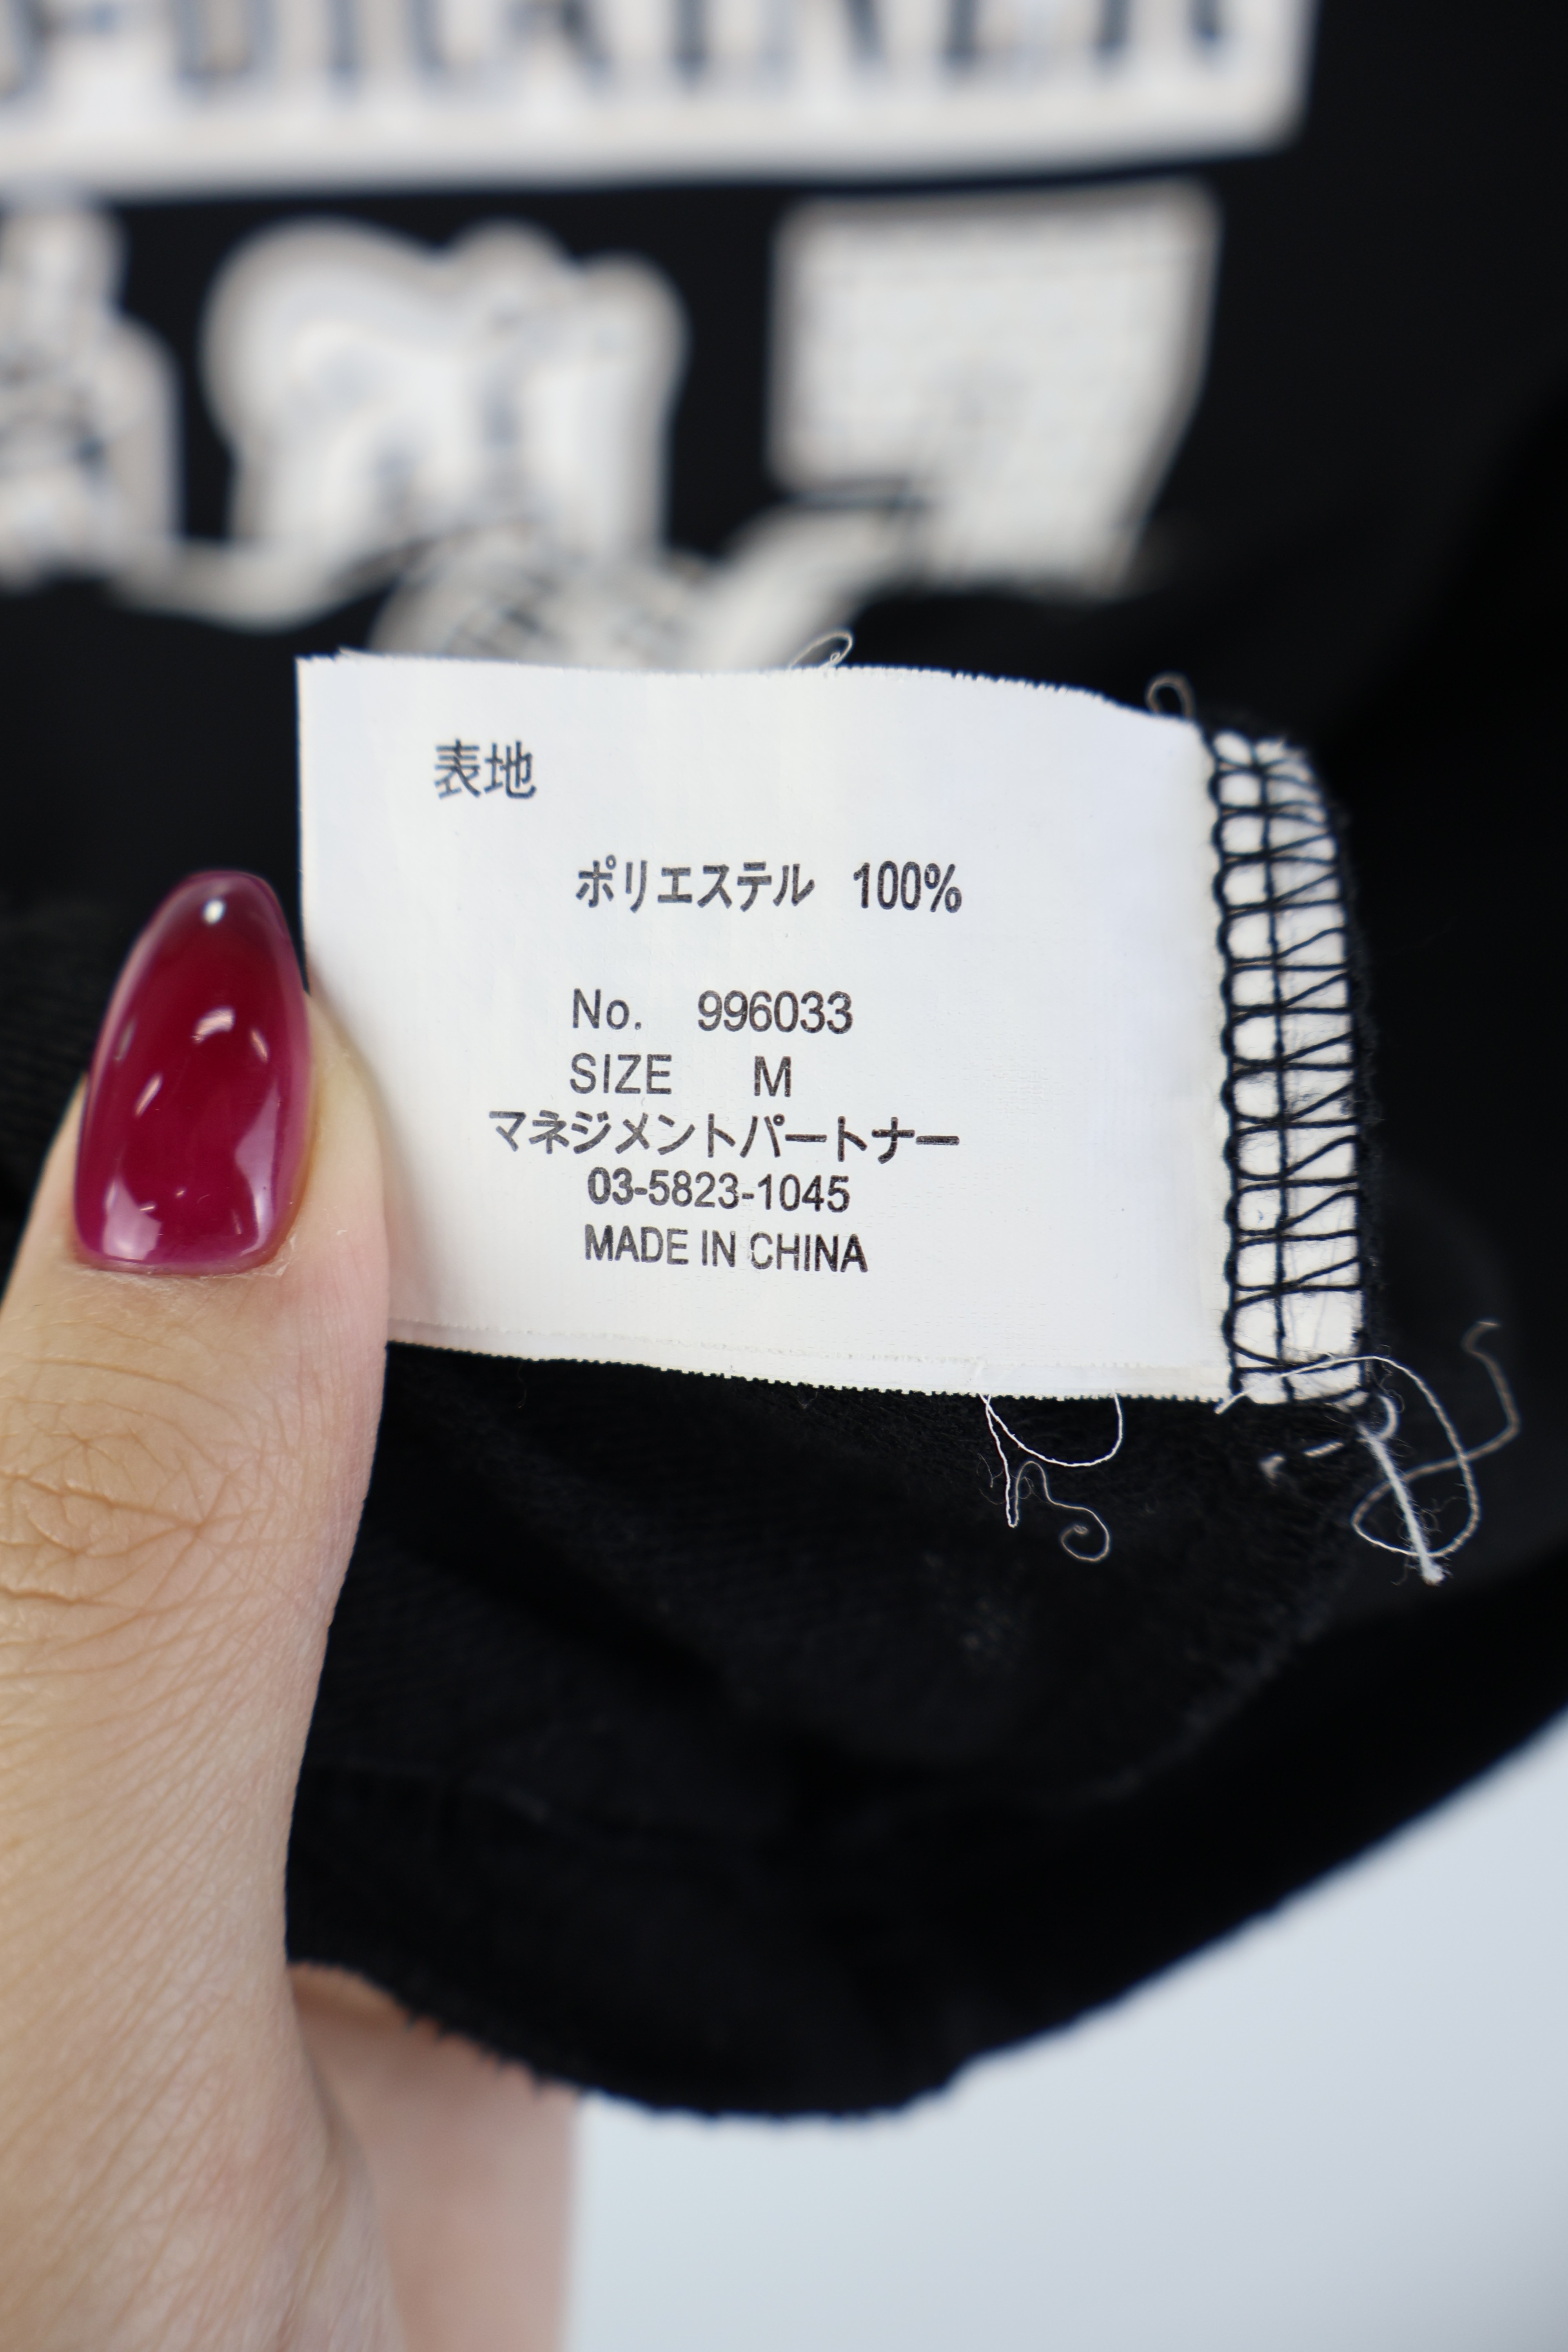 表地
ポリエステル 100%
No. 996033
SIZE M
マネジメントパートナー
03-5823-1045
MADE IN CHINA